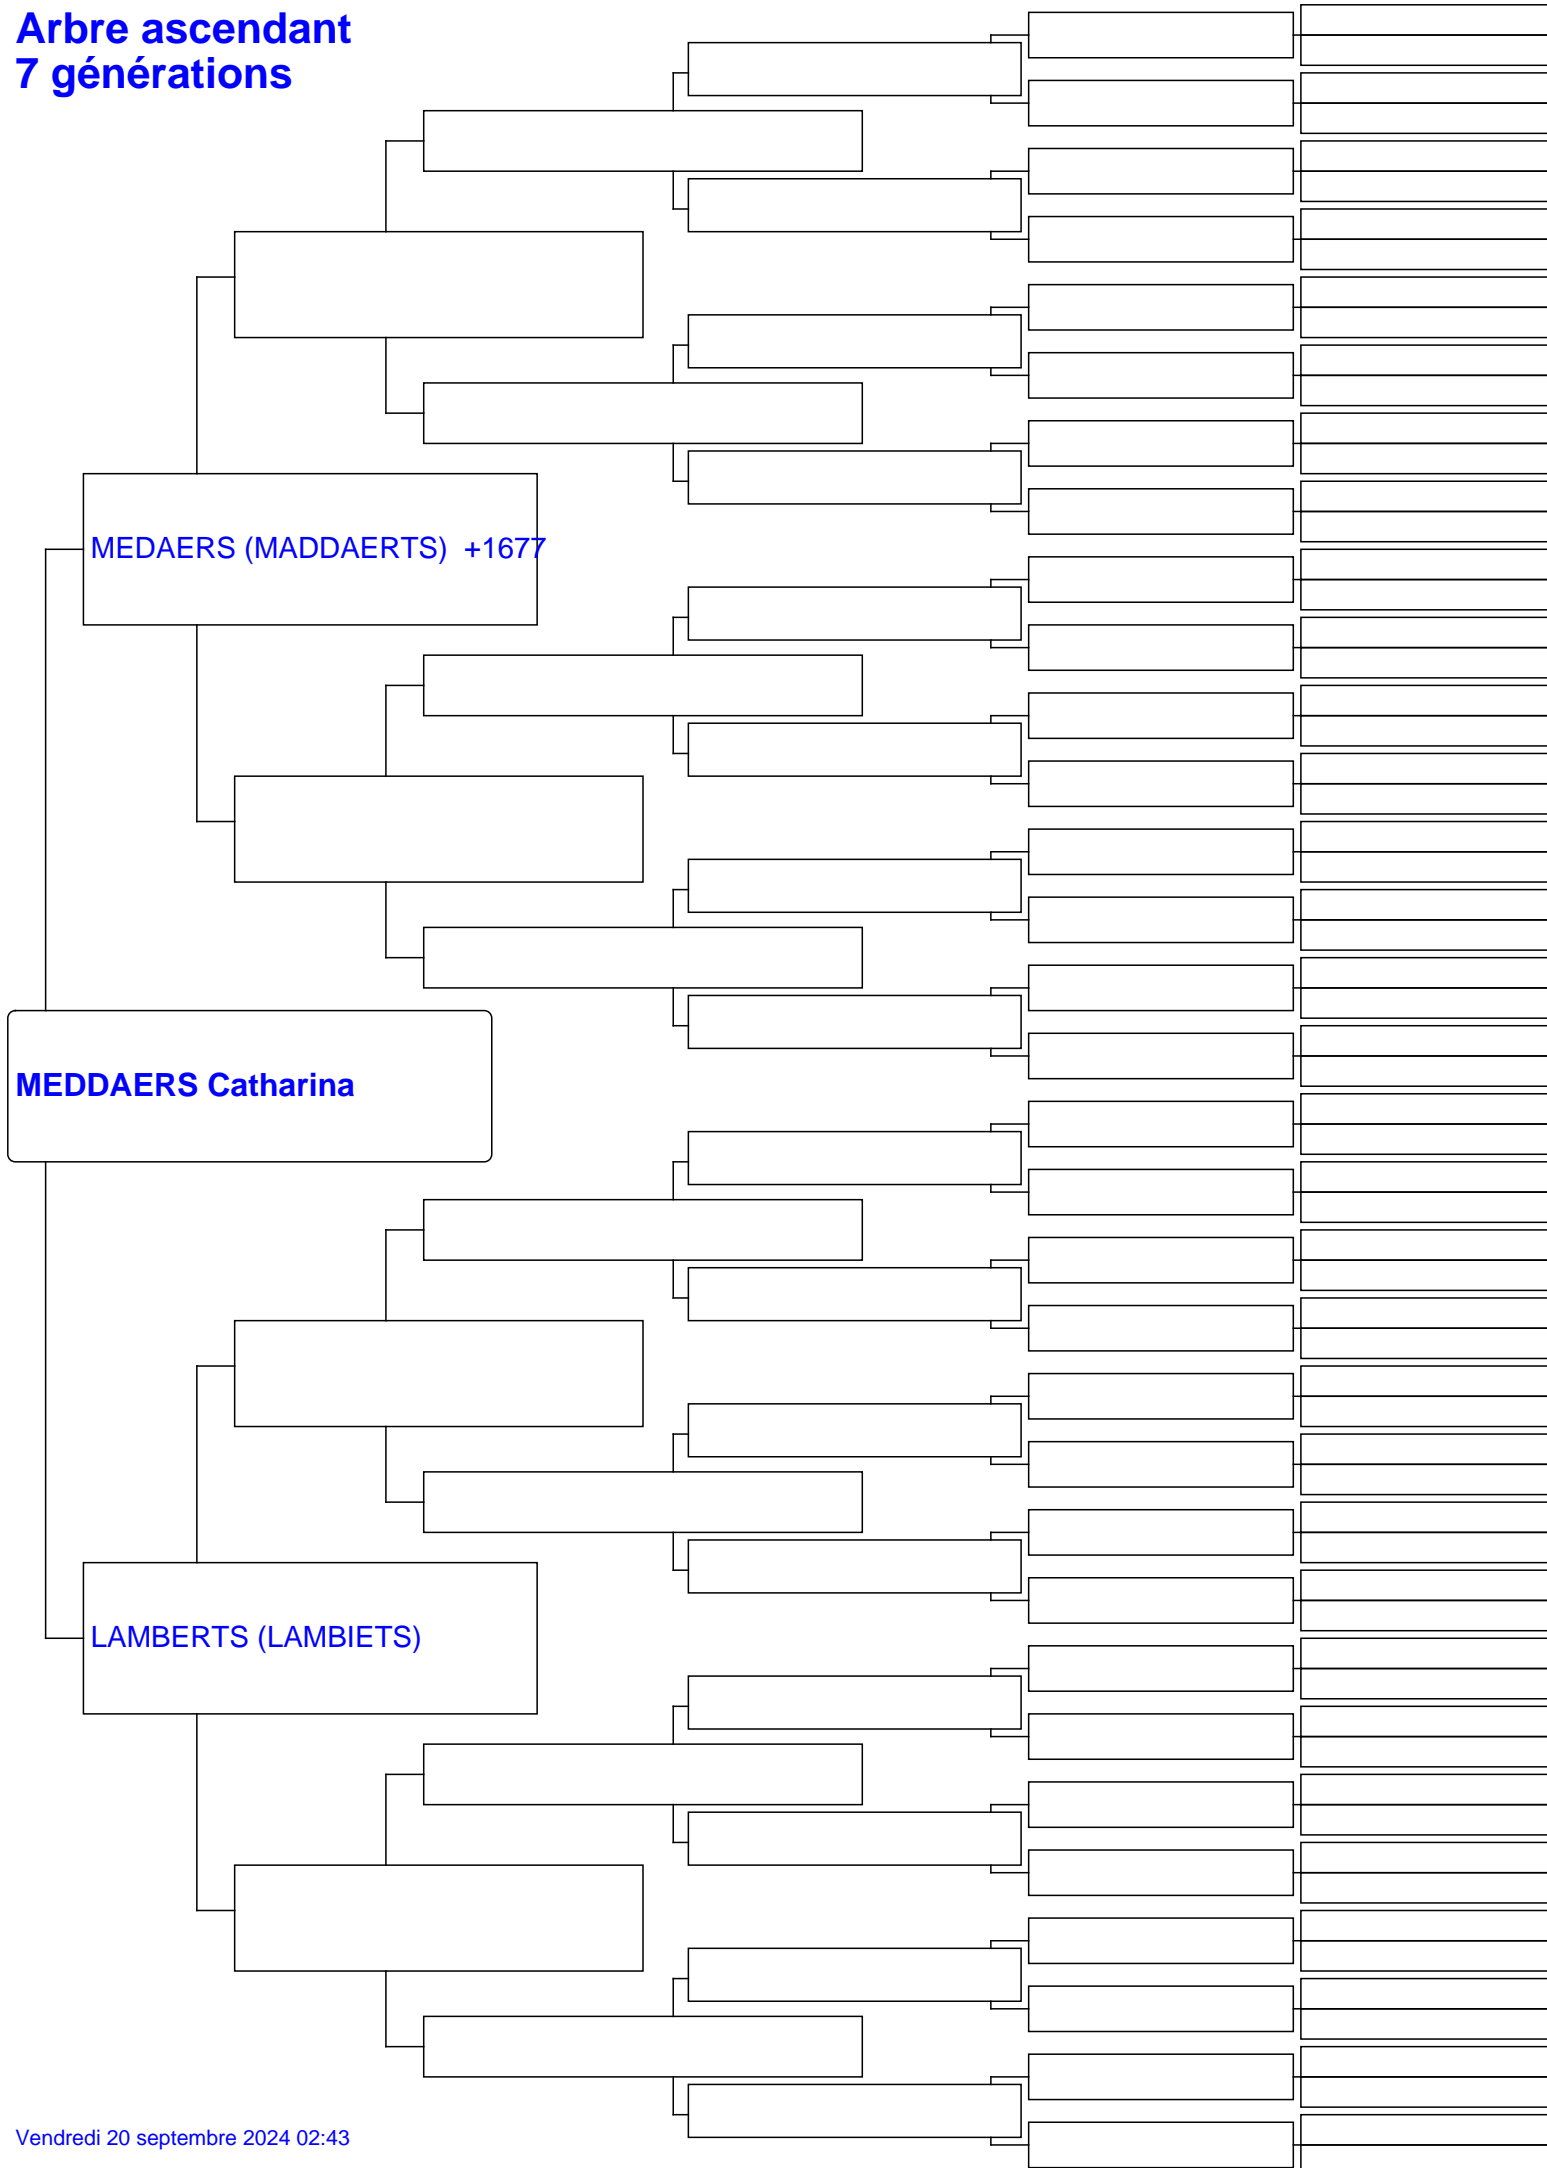 Arbre ascendant
7 générations
MEDAERS (MADDAERTS)  +1677
MEDDAERS Catharina
LAMBERTS (LAMBIETS)
Vendredi 20 septembre 2024 02:43